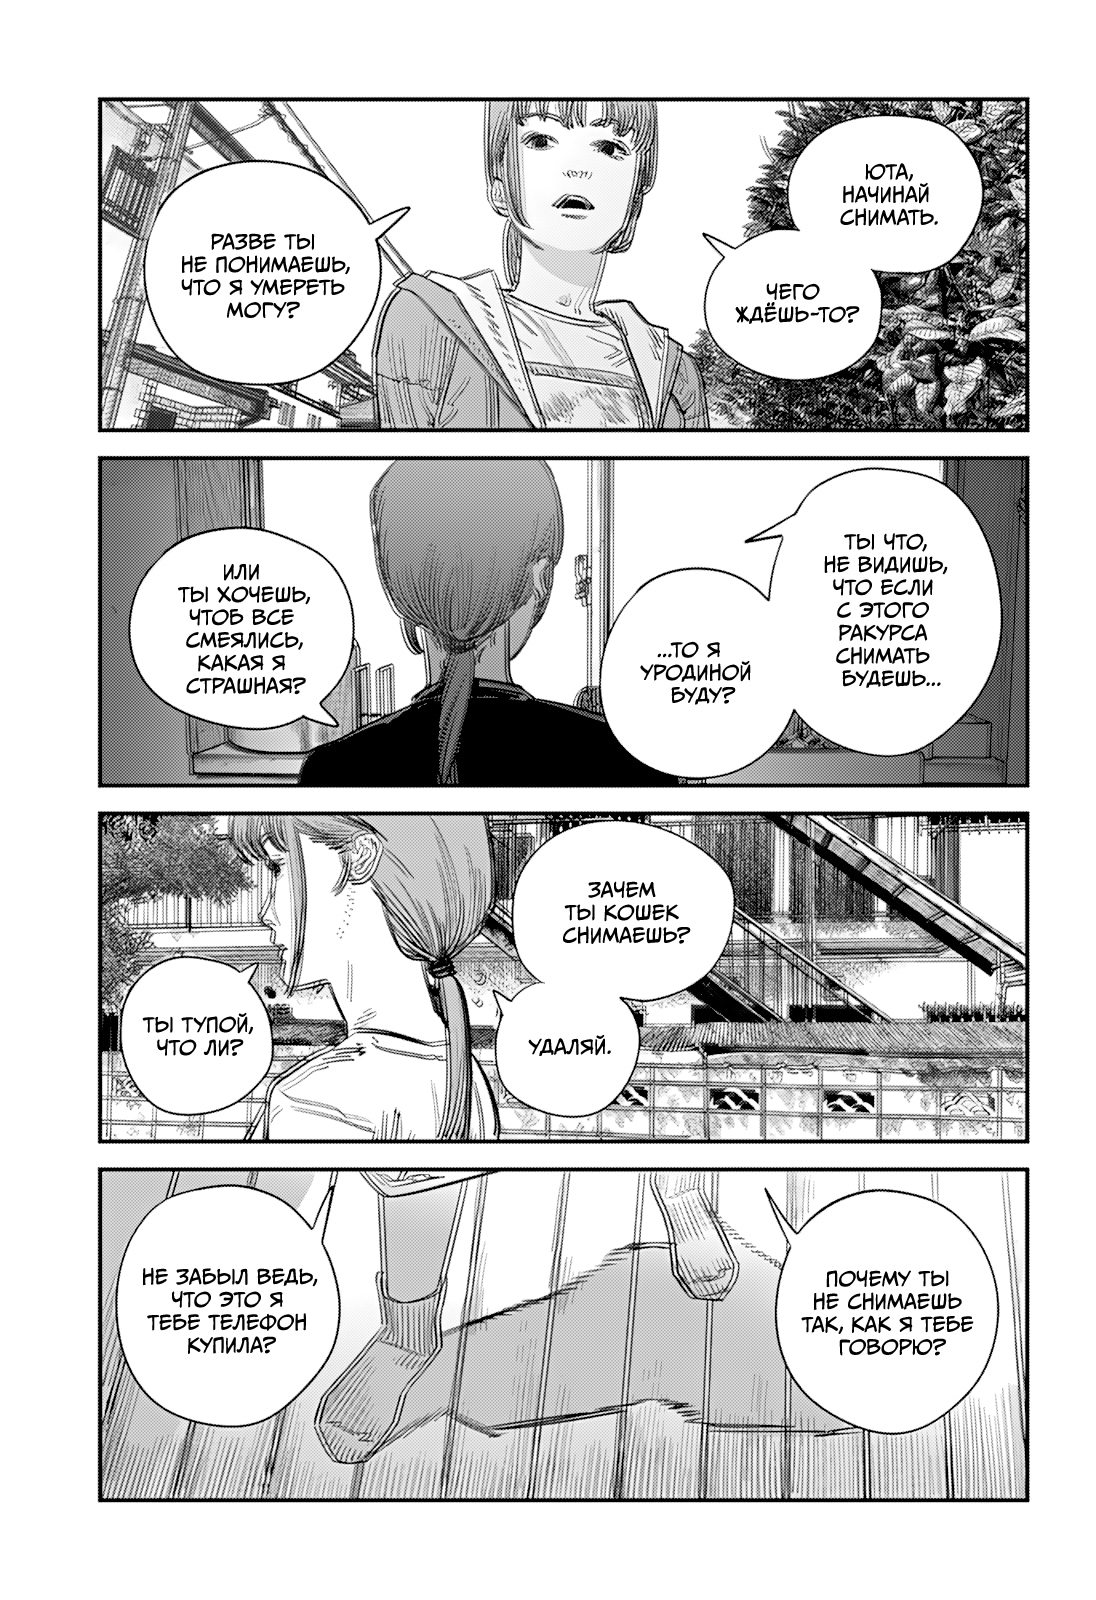 ЮТА,
НАЧИНАЙ
СНИМАТЬ.
ЧЕГО
ЖДЁШЬ-ТО?
РАЗВЕ ТЫ
НЕ ПОНИМАЕШЬ,
ЧТО Я УМЕРЕТЬ
МОГУ?
ТЫ ЧТО,
НЕ ВИДИШЬ,
ЧТО ЕСЛИ
С ЭТОГО
РАКУРСА
СНИМАТЬ
БУДЕШЬ...
...ТО Я
УРОДИНОЙ
БУДУ?
ИЛИ
ТЫ ХОЧЕШЬ,
ЧТОБ ВСЕ
СМЕЯЛИСЬ,
КАКАЯ Я
СТРАШНАЯ?
ЗАЧЕМ
ТЫ КОШЕК
СНИМАЕШЬ?
УДАЛЯЙ.
ТЫ ТУПОЙ,
ЧТО ЛИ?
ПОЧЕМУ ТЫ
НЕ СНИМАЕШЬ
ТАК, КАК Я ТЕБЕ
ГОВОРЮ?
НЕ ЗАБЫЛ ВЕДЬ,
ЧТО ЭТО Я
ТЕБЕ ТЕЛЕФОН
КУПИЛА?